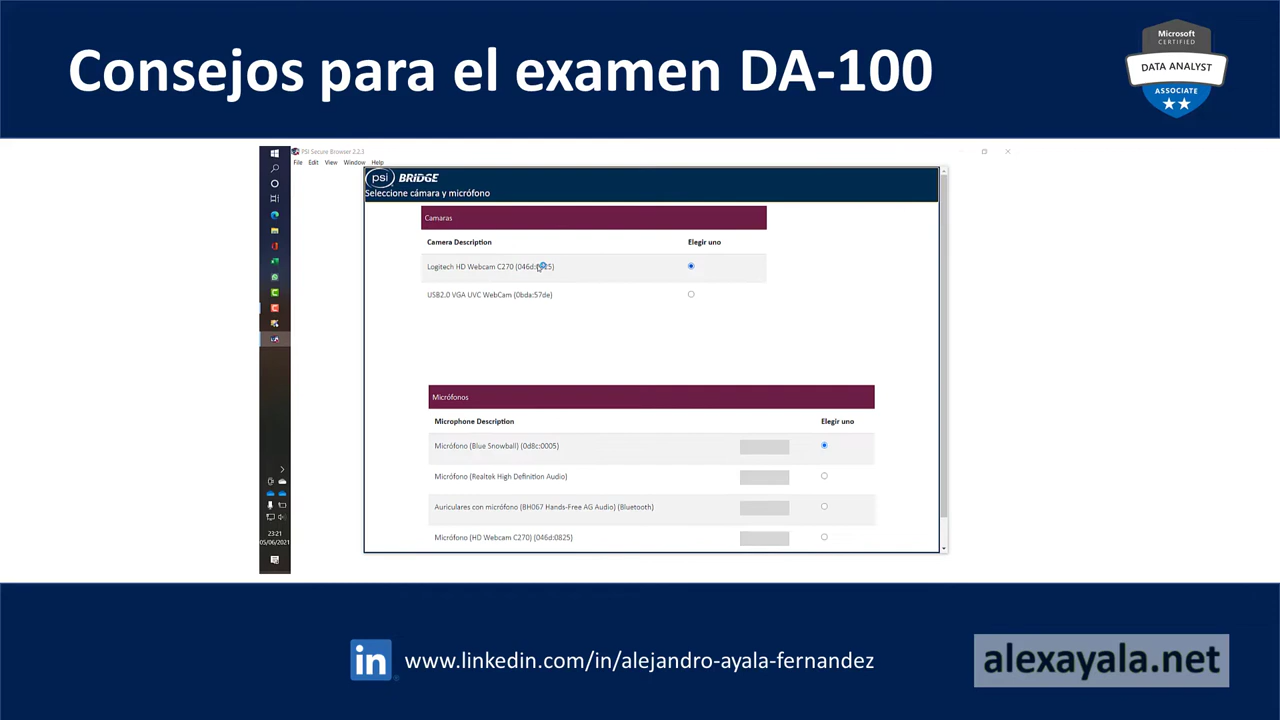 Consejos para el examen DA-100
Microsoft
CERTIFIED
DATA ANALYST
ASSOCIATE
PSI Secure Browser 2.2.3
File Edit View Window Help
psi BRIDGE
Seleccione cámara y micrófono
Camaras
Camera Description Elegir uno
Logitech HD Webcam C270 (046d:0825)
USB2.0 VGA UVC WebCam (0bda:57de)
Micrófonos
Microphone Description Elegir uno
Micrófono (Blue Snowball) (0d8c:0005)
Micrófono (Realtek High Definition Audio)
Auriculares con micrófono (BH067 Hands-Free AG Audio) (Bluetooth)
Micrófono (HD Webcam C270) (046d:0825)
23:21
05/06/2021
in www.linkedin.com/in/alejandro-ayala-fernandez
alexayala.net